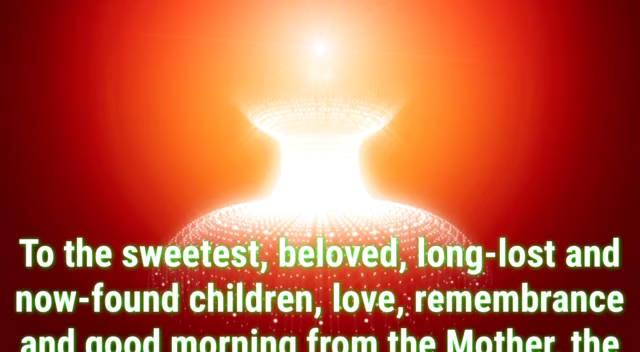 To the sweetest, beloved, long-lost and
now-found children, love, remembrance
and good morning from the Mother, the